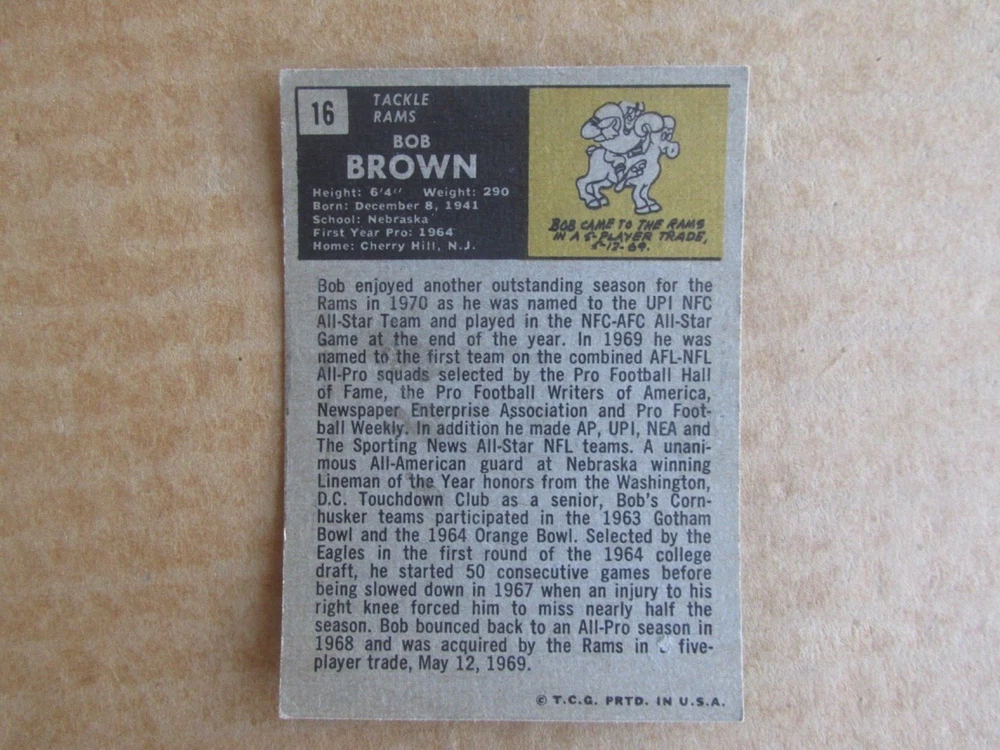 16
TACKLE
RAMS
BOB
BROWN
Height: 6'4" Weight: 290
Born: December 8, 1941
School: Nebraska
First Year Pro: 1964
Home: Cherry Hill, N.J.
BOB CAME TO THE RAMS
IN A 5-PLAYER TRADE,
5-12-69.
Bob enjoyed another outstanding season for the
Rams in 1970 as he was named to the UPI NFC
All-Star Team and played in the NFC-AFC All-Star
Game at the end of the year. In 1969 he was
named to the first team on the combined AFL-NFL
All-Pro squads selected by the Pro Football Hall
of Fame, the Pro Football Writers of America,
Newspaper Enterprise Association and Pro Foot-
ball Weekly. In addition he made AP, UPI, NEA and
The Sporting News All-Star NFL teams. A unani-
mous All-American guard at Nebraska winning
Lineman of the Year honors from the Washington,
D.C. Touchdown Club as a senior, Bob's Corn-
husker teams participated in the 1963 Gotham
Bowl and the 1964 Orange Bowl. Selected by the
Eagles in the first round of the 1964 college
draft, he started 50 consecutive games before
being slowed down in 1967 when an injury to his
right knee forced him to miss nearly half the
season. Bob bounced back to an All-Pro season in
1968 and was acquired by the Rams in five-
player trade, May 12, 1969.
© T.C.G. PRTD. IN U.S.A.